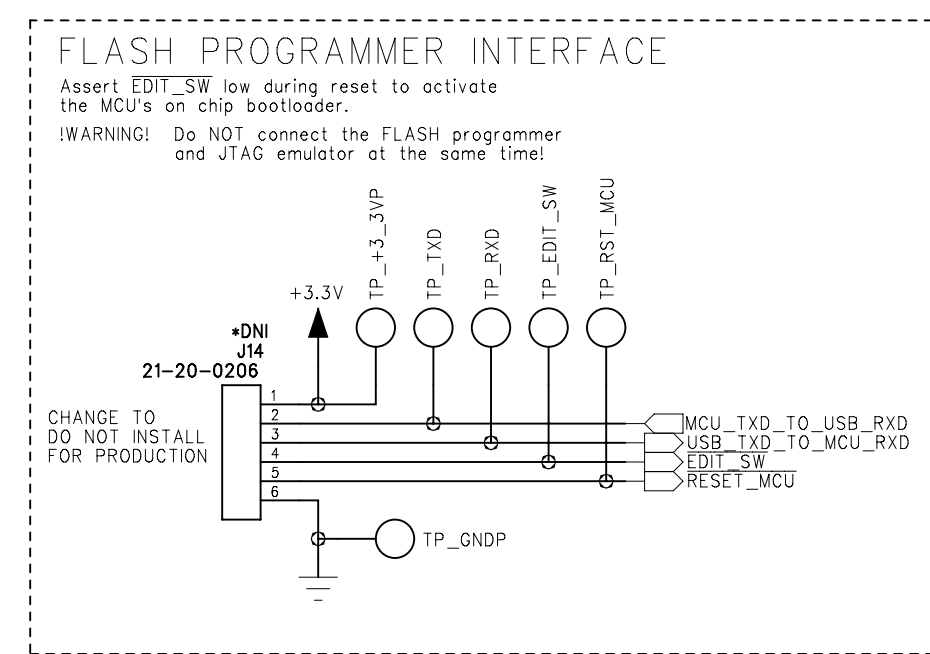 FLASH PROGRAMMER INTERFACE
Assert EDIT_SW low during reset to activate
the MCU's on chip bootloader.
!WARNING! Do NOT connect the FLASH programmer
and JTAG emulator at the same time!
TP_+3_3VP
TP_TXD
TP_RXD
TP_EDIT_SW
TP_RST_MCU
+3.3V
*DNI
J14
21-20-0206
CHANGE TO
DO NOT INSTALL
FOR PRODUCTION
1
2
3
4
5
6
MCU_TXD_TO_USB_RXD
USB_TXD_TO_MCU_RXD
EDIT_SW
RESET_MCU
TP_GNDP